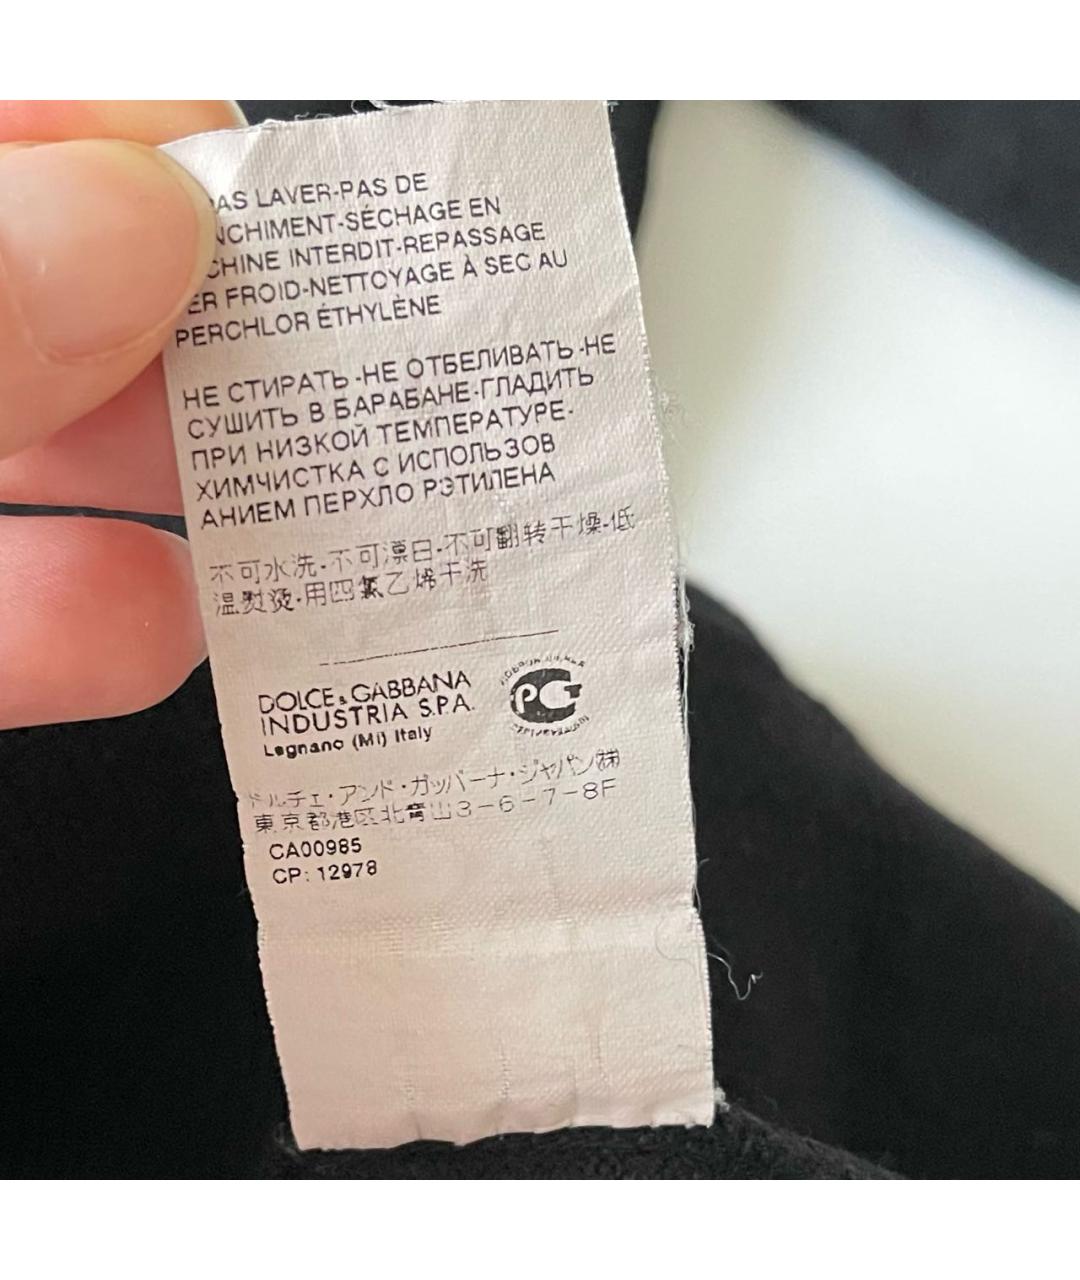 PAS LAVER-PAS DE
NCHIMENT-SÉCHAGE EN
CHINE INTERDIT-REPASSAGE
ER FROID-NETTOYAGE À SEC AU
PERCHLOR ÉTHYLÈNE
НЕ СТИРАТЬ-НЕ ОТБЕЛИВАТЬ-НЕ
СУШИТЬ В БАРАБАНЕ-ГЛАДИТЬ
ПРИ НИЗКОЙ ТЕМПЕРАТУРЕ-
ХИМЧИСТКА С ИСПОЛЬЗОВ
АНИЕМ ПЕРХЛО РЭТИЛЕНА
不可水洗-不可漂白-不可翻转干燥-低
温熨烫-用四氯乙烯干洗
DOLCE & GABBANA
INDUSTRIA S.P.A.
Legnano (MI) Italy
РСТ
ドルチェ・アンド・ガッバーナ・ジャパン㈱
東京都港区北青山3-6-7-8F
CA00985
CP: 12978